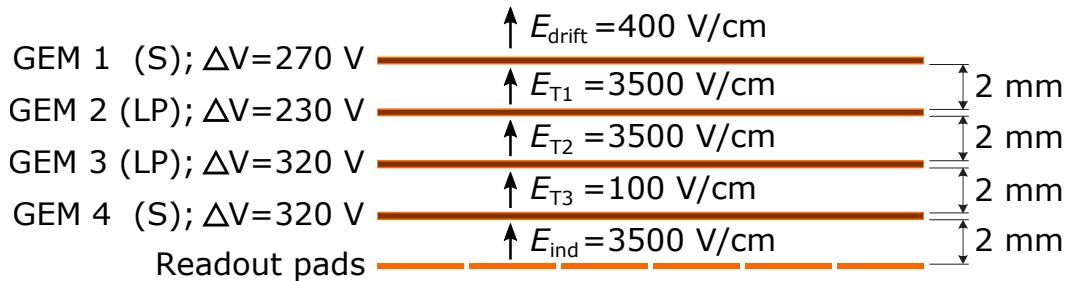 E_drift =400 V/cm
GEM 1 (S); ΔV=270 V
E_T1 =3500 V/cm
2 mm
GEM 2 (LP); ΔV=230 V
E_T2 =3500 V/cm
2 mm
GEM 3 (LP); ΔV=320 V
E_T3 =100 V/cm
2 mm
GEM 4 (S); ΔV=320 V
E_ind =3500 V/cm
2 mm
Readout pads